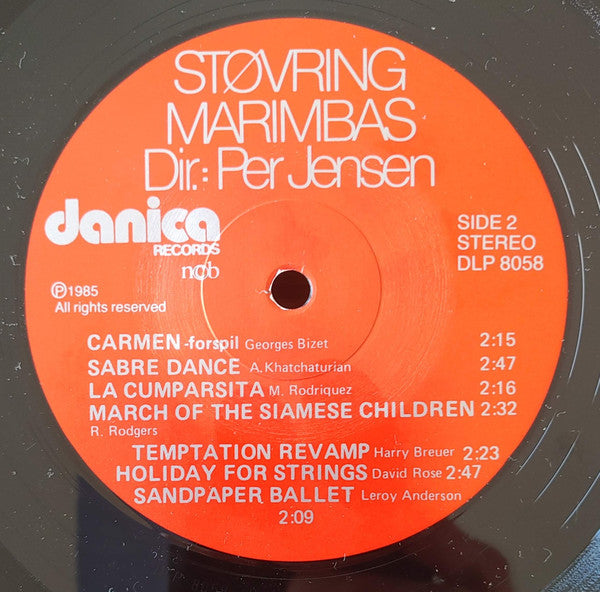 STØVRING
MARIMBAS
Dir.: Per Jensen
danica
RECORDS
ncb
SIDE 2
STEREO
DLP 8058
℗1985
All rights reserved
CARMEN -forspil Georges Bizet 2:15
SABRE DANCE A. Khatchaturian 2:47
LA CUMPARSITA M. Rodriquez 2:16
MARCH OF THE SIAMESE CHILDREN 2:32
R. Rodgers
TEMPTATION REVAMP Harry Breuer 2:23
HOLIDAY FOR STRINGS David Rose 2:47
SANDPAPER BALLET Leroy Anderson
2:09